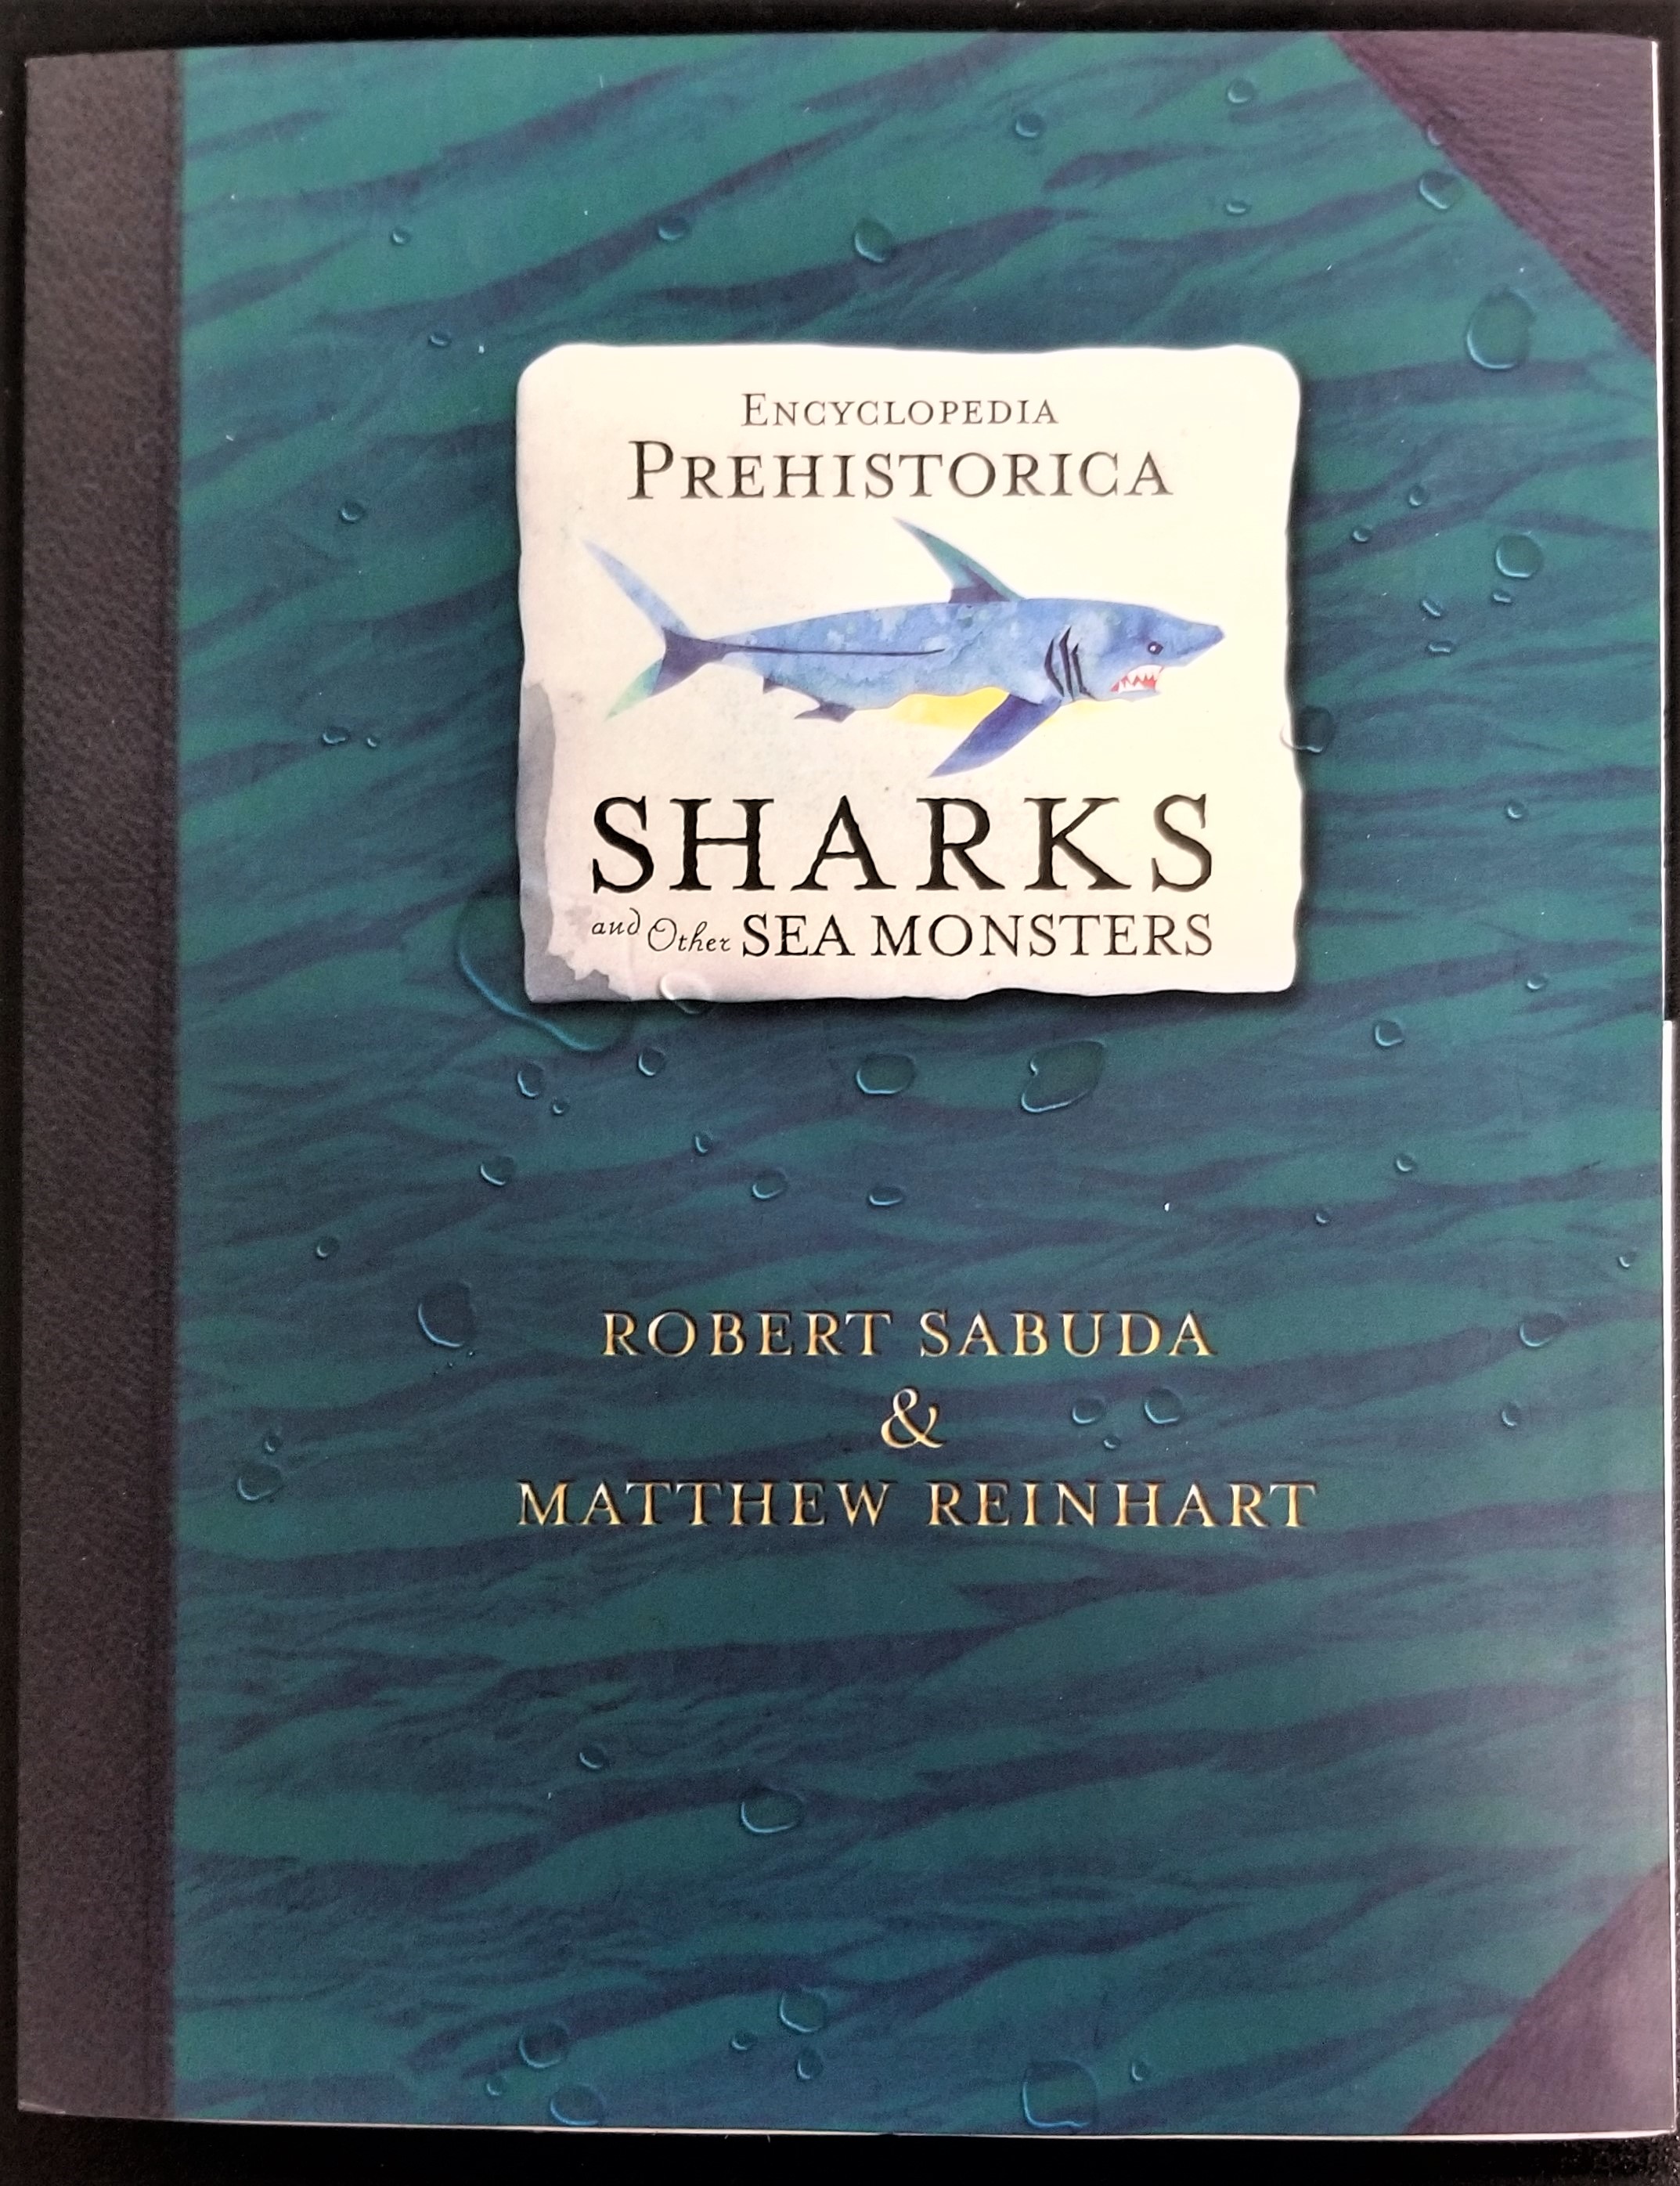 ENCYCLOPEDIA
PREHISTORICA
SHARKS
and Other SEA MONSTERS
ROBERT SABUDA
&
MATTHEW REINHART